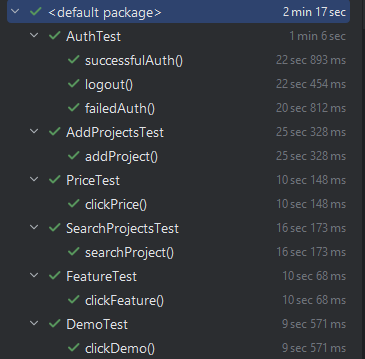 <default package> 2 min 17 sec
AuthTest 1 min 6 sec
successfulAuth() 22 sec 893 ms
logout() 22 sec 454 ms
failedAuth() 20 sec 812 ms
AddProjectsTest 25 sec 328 ms
addProject() 25 sec 328 ms
PriceTest 10 sec 148 ms
clickPrice() 10 sec 148 ms
SearchProjectsTest 16 sec 173 ms
searchProject() 16 sec 173 ms
FeatureTest 10 sec 68 ms
clickFeature() 10 sec 68 ms
DemoTest 9 sec 571 ms
clickDemo() 9 sec 571 ms